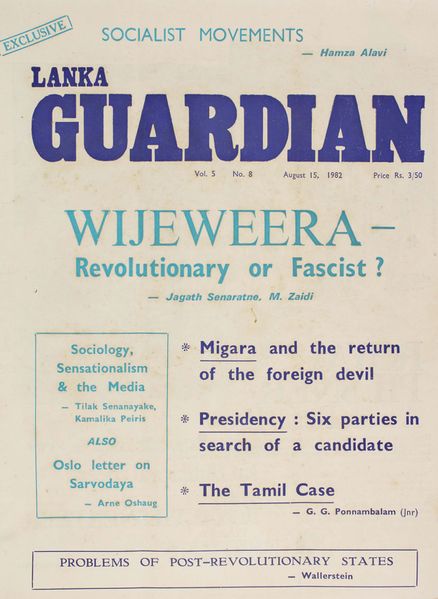 EXCLUSIVE
SOCIALIST MOVEMENTS
— Hamza Alavi
LANKA
GUARDIAN
Vol. 5 No. 8 August 15, 1982 Price Rs. 3/50
WIJEWEERA —
Revolutionary or Fascist ?
— Jagath Senaratne, M. Zaidi
Sociology,
Sensationalism
& the Media
— Tilak Senanayake,
Kamalika Peiris
ALSO
Oslo letter on
Sarvodaya
— Arne Oshaug
* Migara and the return
of the foreign devil
* Presidency : Six parties in
search of a candidate
* The Tamil Case
— G. G. Ponnambalam (Jnr)
PROBLEMS OF POST-REVOLUTIONARY STATES
— Wallerstein